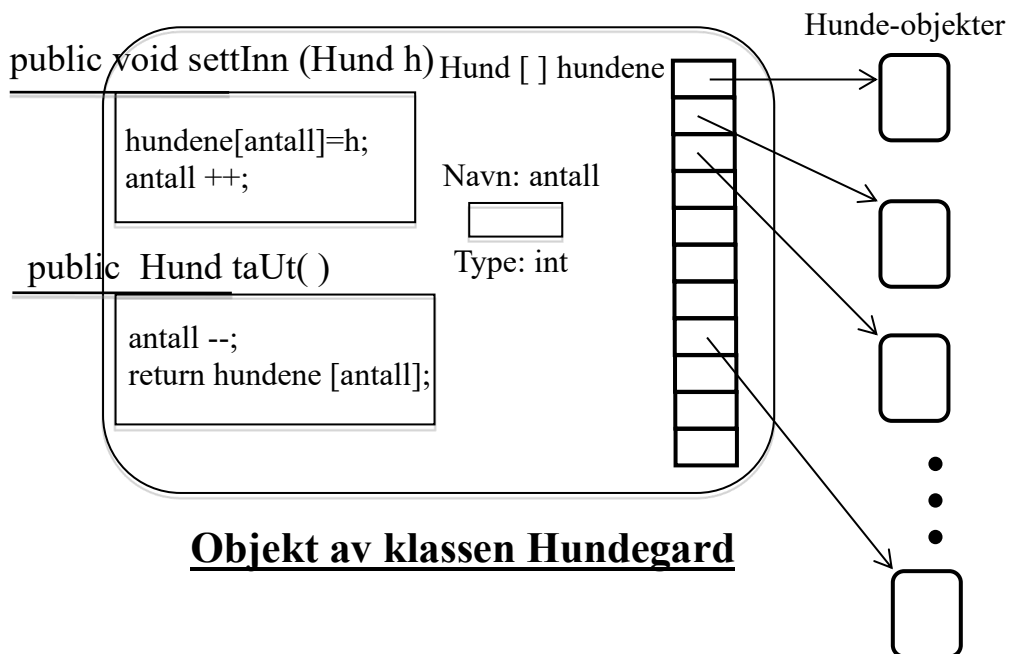 Hunde-objekter
public void settInn (Hund h)
Hund [ ] hundene
hundene[antall]=h;
antall ++;
Navn: antall
Type: int
public Hund taUt( )
antall --;
return hundene [antall];
Objekt av klassen Hundegard